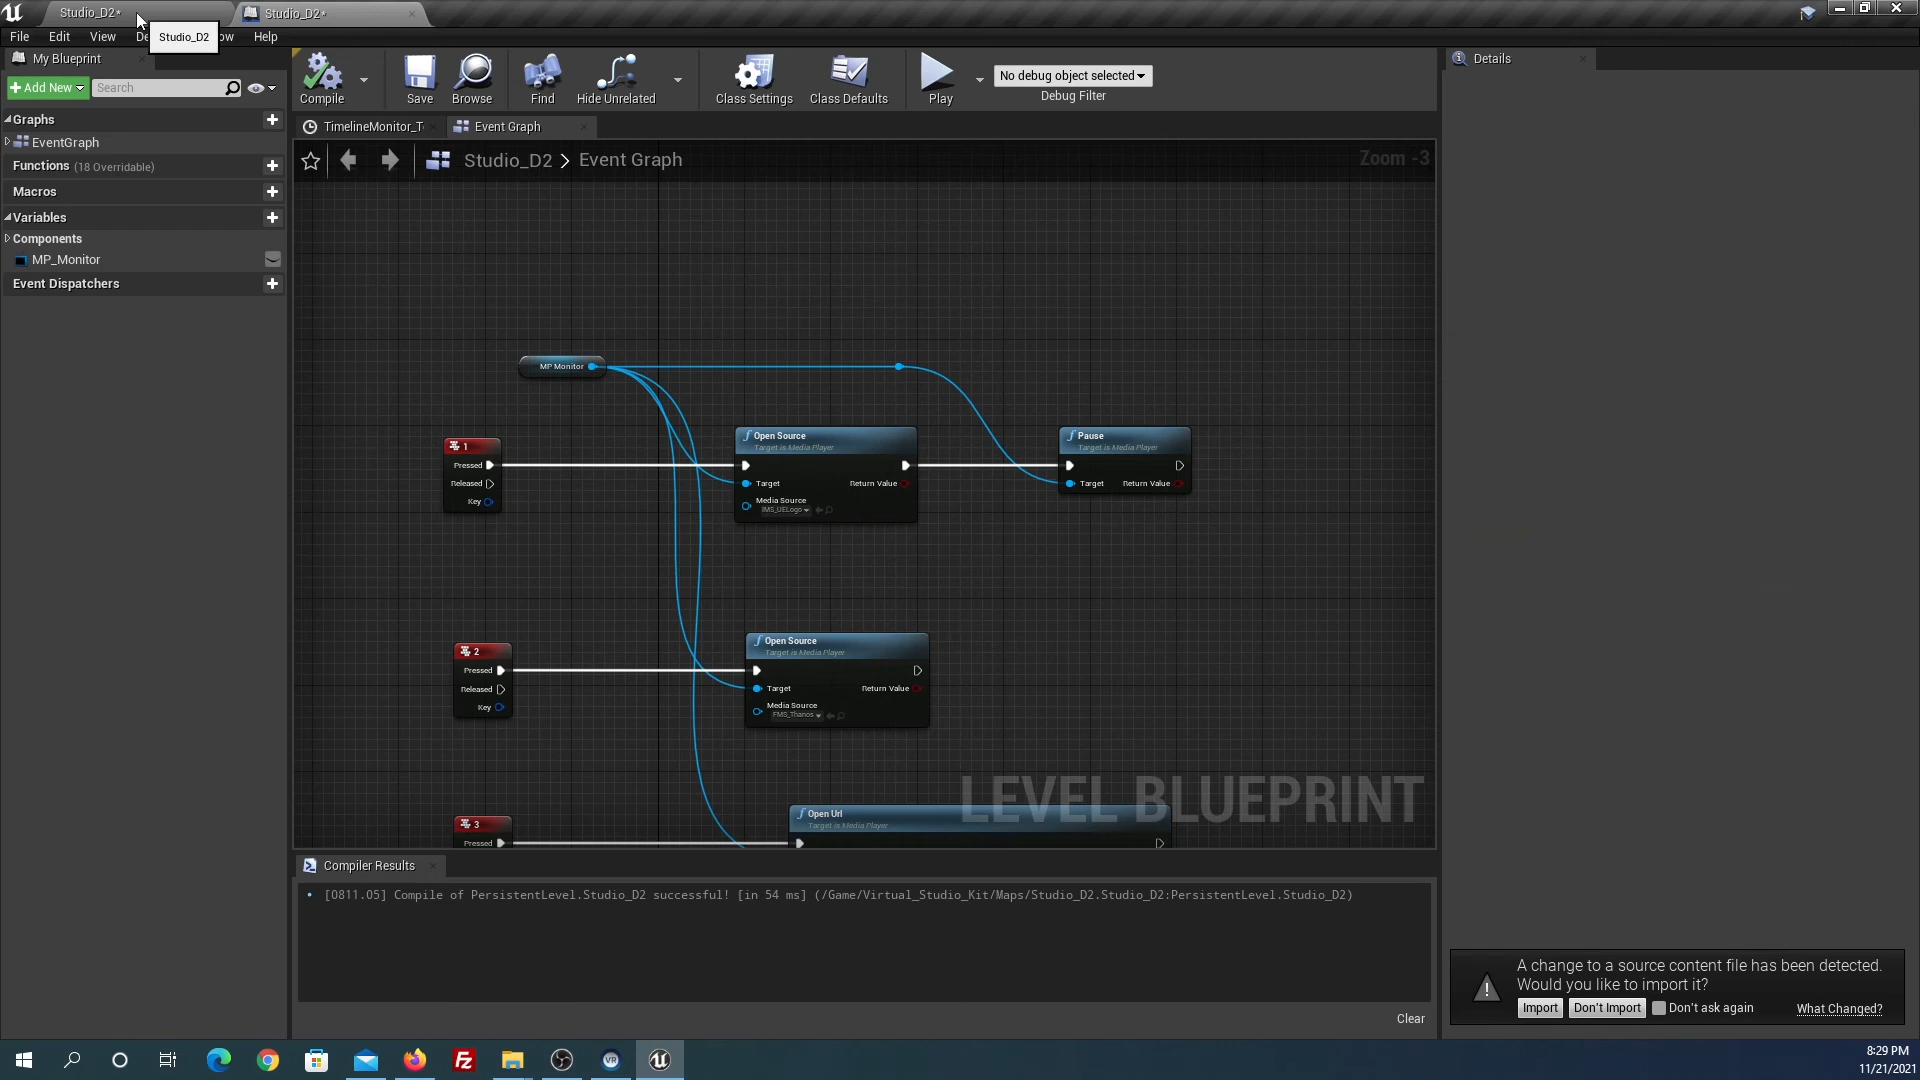 Studio_D2*
Studio_D2*
File
Edit
View
De
Studio_D2
ow
Help
My Blueprint
Add New
Search
Graphs
EventGraph
Functions (18 Overridable)
Macros
Variables
Components
MP_Monitor
Event Dispatchers
Compile
Save
Browse
Find
Hide Unrelated
Class Settings
Class Defaults
Play
No debug object selected
Debug Filter
TimelineMonitor_T
Event Graph
Studio_D2 > Event Graph
Zoom -3
MP Monitor
1
Pressed
Released
Key
Open Source
Target is Media Player
Target
Return Value
Media Source
IMS_UELogo
Pause
Target is Media Player
Target
Return Value
2
Pressed
Released
Key
Open Source
Target is Media Player
Target
Return Value
Media Source
FMS_Thanos
3
Pressed
Open Url
Target is Media Player
LEVEL BLUEPRINT
Compiler Results
• [0811.05] Compile of PersistentLevel.Studio_D2 successful! [in 54 ms] (/Game/Virtual_Studio_Kit/Maps/Studio_D2.Studio_D2:PersistentLevel.Studio_D2)
Clear
Details
A change to a source content file has been detected.
Would you like to import it?
Import
Don't Import
Don't ask again
What Changed?
Fz
VR
8:29 PM
11/21/2021